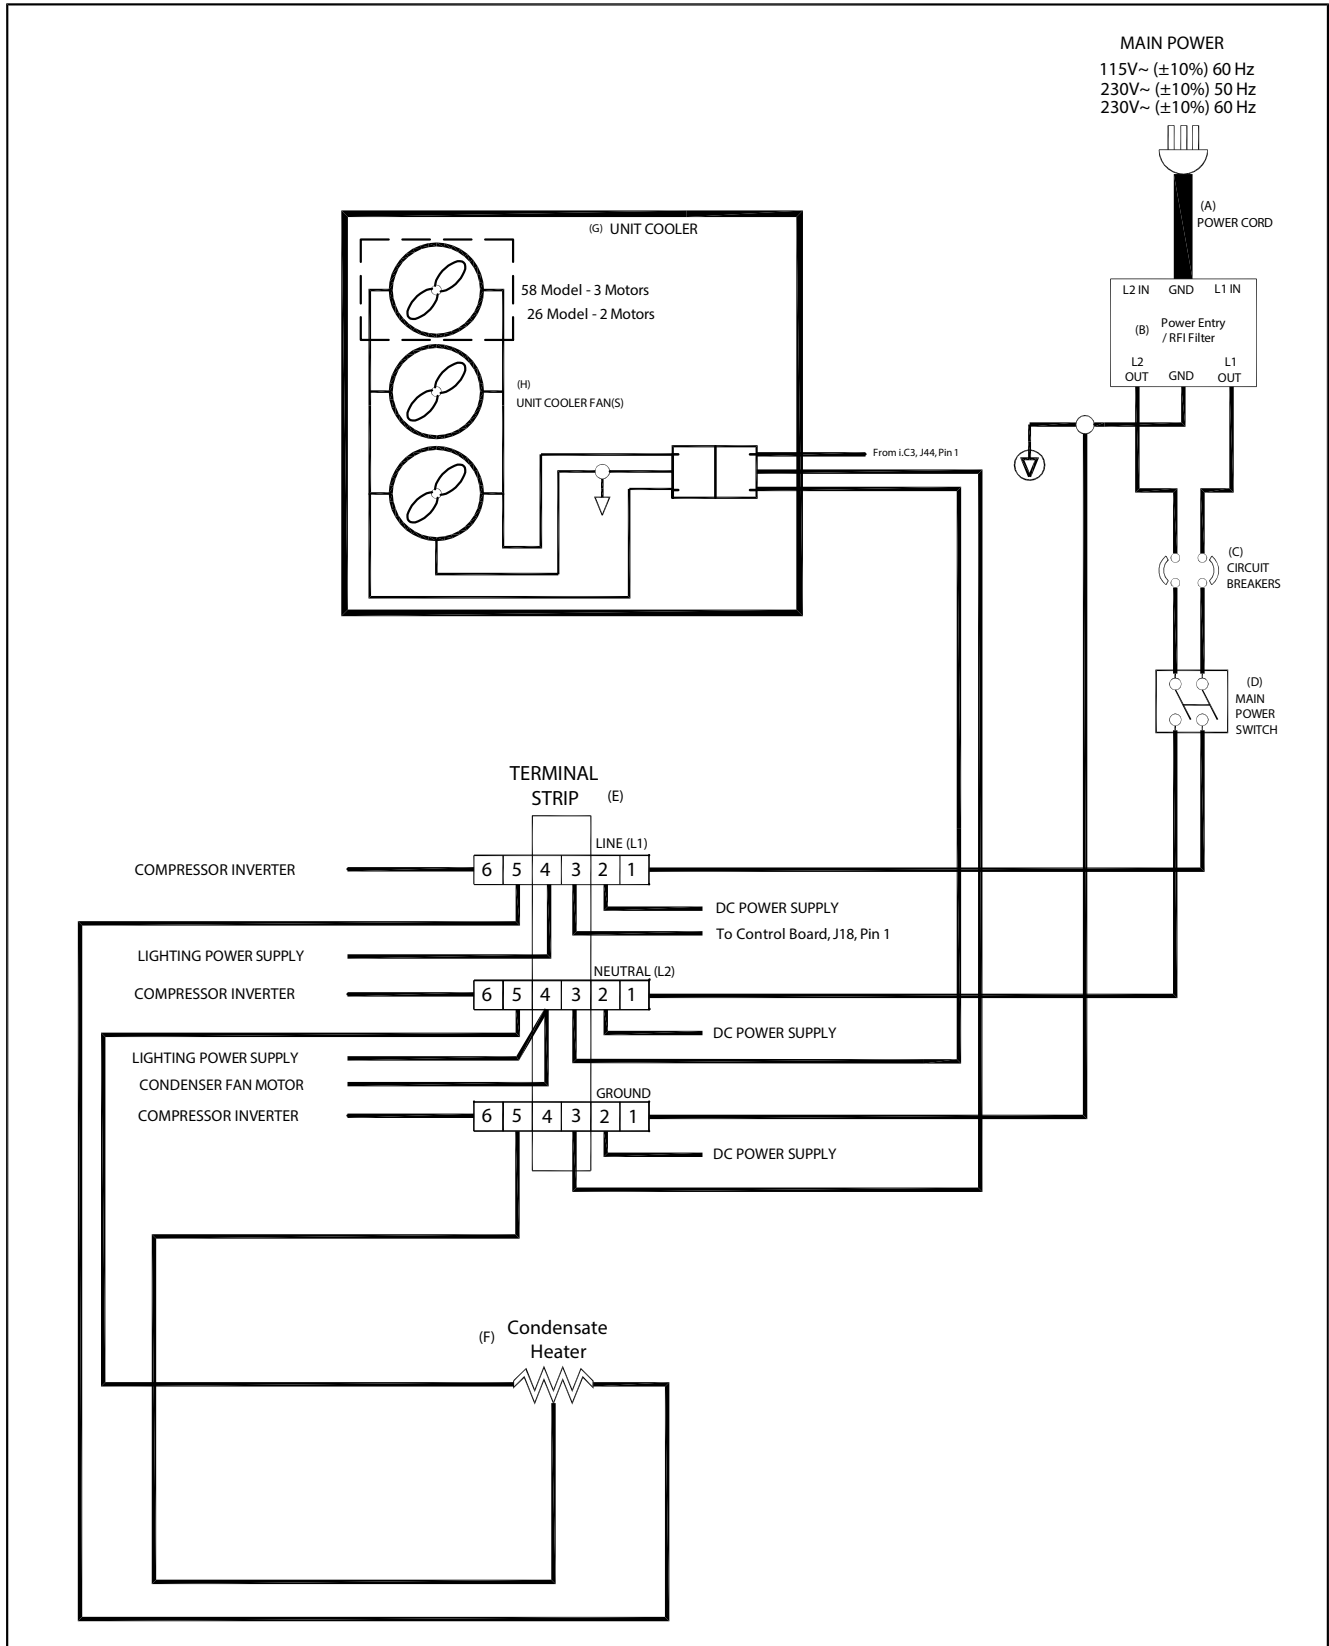 MAIN POWER
115V~ (±10%) 60 Hz
230V~ (±10%) 50 Hz
230V~ (±10%) 60 Hz
(A)
POWER CORD
L2 IN GND L1 IN
(B) Power Entry
/ RFI Filter
L2
OUT
GND
L1
OUT
(G) UNIT COOLER
58 Model - 3 Motors
26 Model - 2 Motors
(H)
UNIT COOLER FAN(S)
From i.C3, J44, Pin 1
(C)
CIRCUIT
BREAKERS
(D)
MAIN
POWER
SWITCH
TERMINAL
STRIP (E)
LINE (L1)
COMPRESSOR INVERTER
6 5 4 3 2 1
DC POWER SUPPLY
To Control Board, J18, Pin 1
LIGHTING POWER SUPPLY
NEUTRAL (L2)
COMPRESSOR INVERTER
6 5 4 3 2 1
DC POWER SUPPLY
LIGHTING POWER SUPPLY
CONDENSER FAN MOTOR
GROUND
COMPRESSOR INVERTER
6 5 4 3 2 1
DC POWER SUPPLY
(F) Condensate
Heater